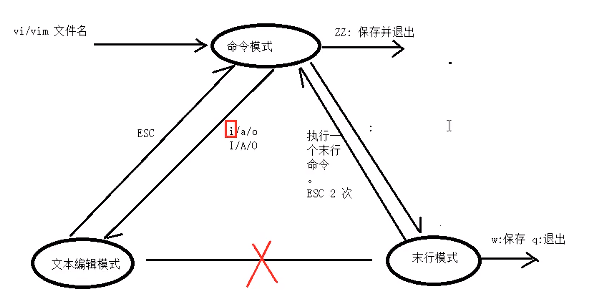 vi/vim 文件名
命令模式
ZZ: 保存并退出
ESC
i/a/o
I/A/O
执行一
个末行
命令
。
ESC 2 次
:
文本编辑模式
末行模式
w:保存 q:退出